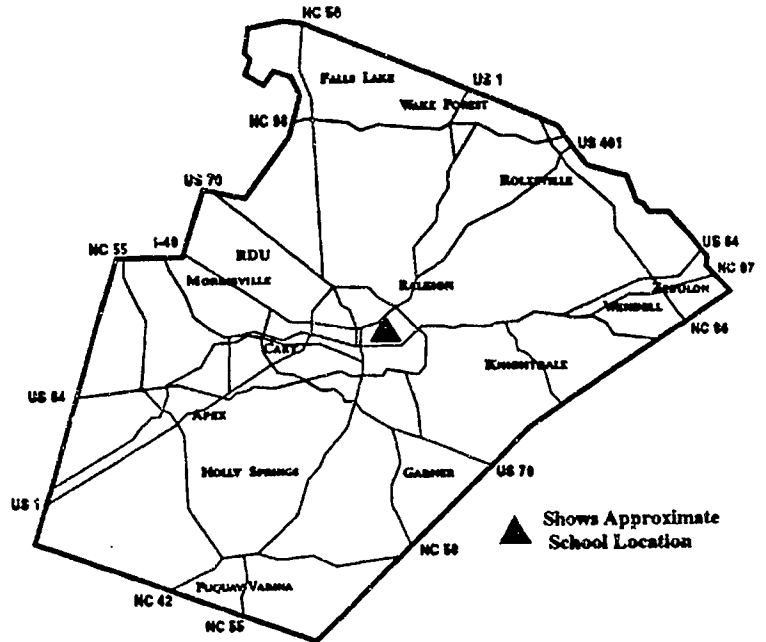 NC 50
FALLS LAKE
US 1
WAKE FOREST
NC 98
US 401
ROLESVILLE
US 70
I-40
NC 55
RDU
MORRISVILLE
RALEIGH
US 64
NC 97
ZEBULON
WENDELL
NC 96
CARY
KNIGHTDALE
US 64
APEX
HOLLY SPRINGS
GARNER
US 70
US 1
Shows Approximate
School Location
NC 50
FUQUAY-VARINA
NC 42
NC 55